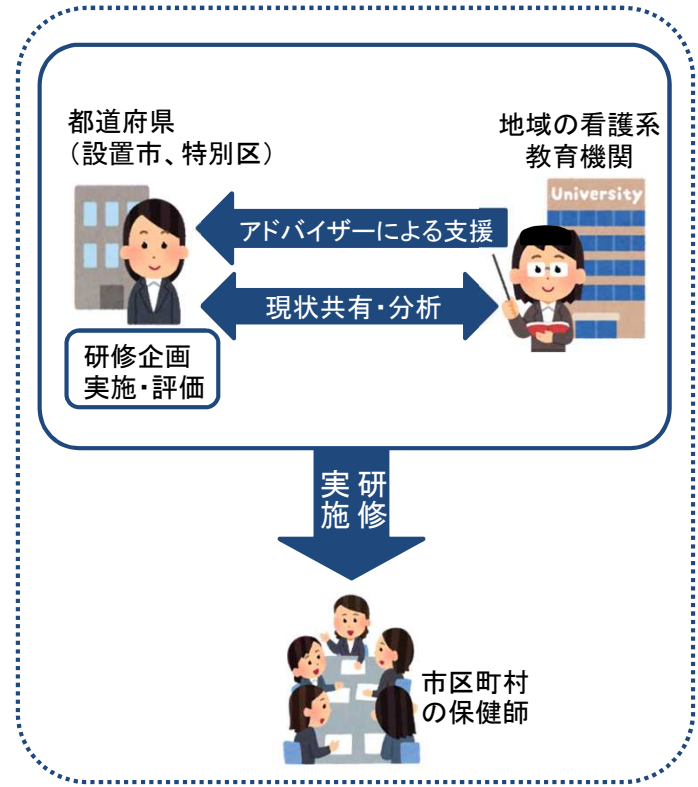 都道府県
（設置市、特別区）
地域の看護系
教育機関
University
アドバイザーによる支援
現状共有・分析
研修企画
実施・評価
研修
実施
市区町村
の保健師